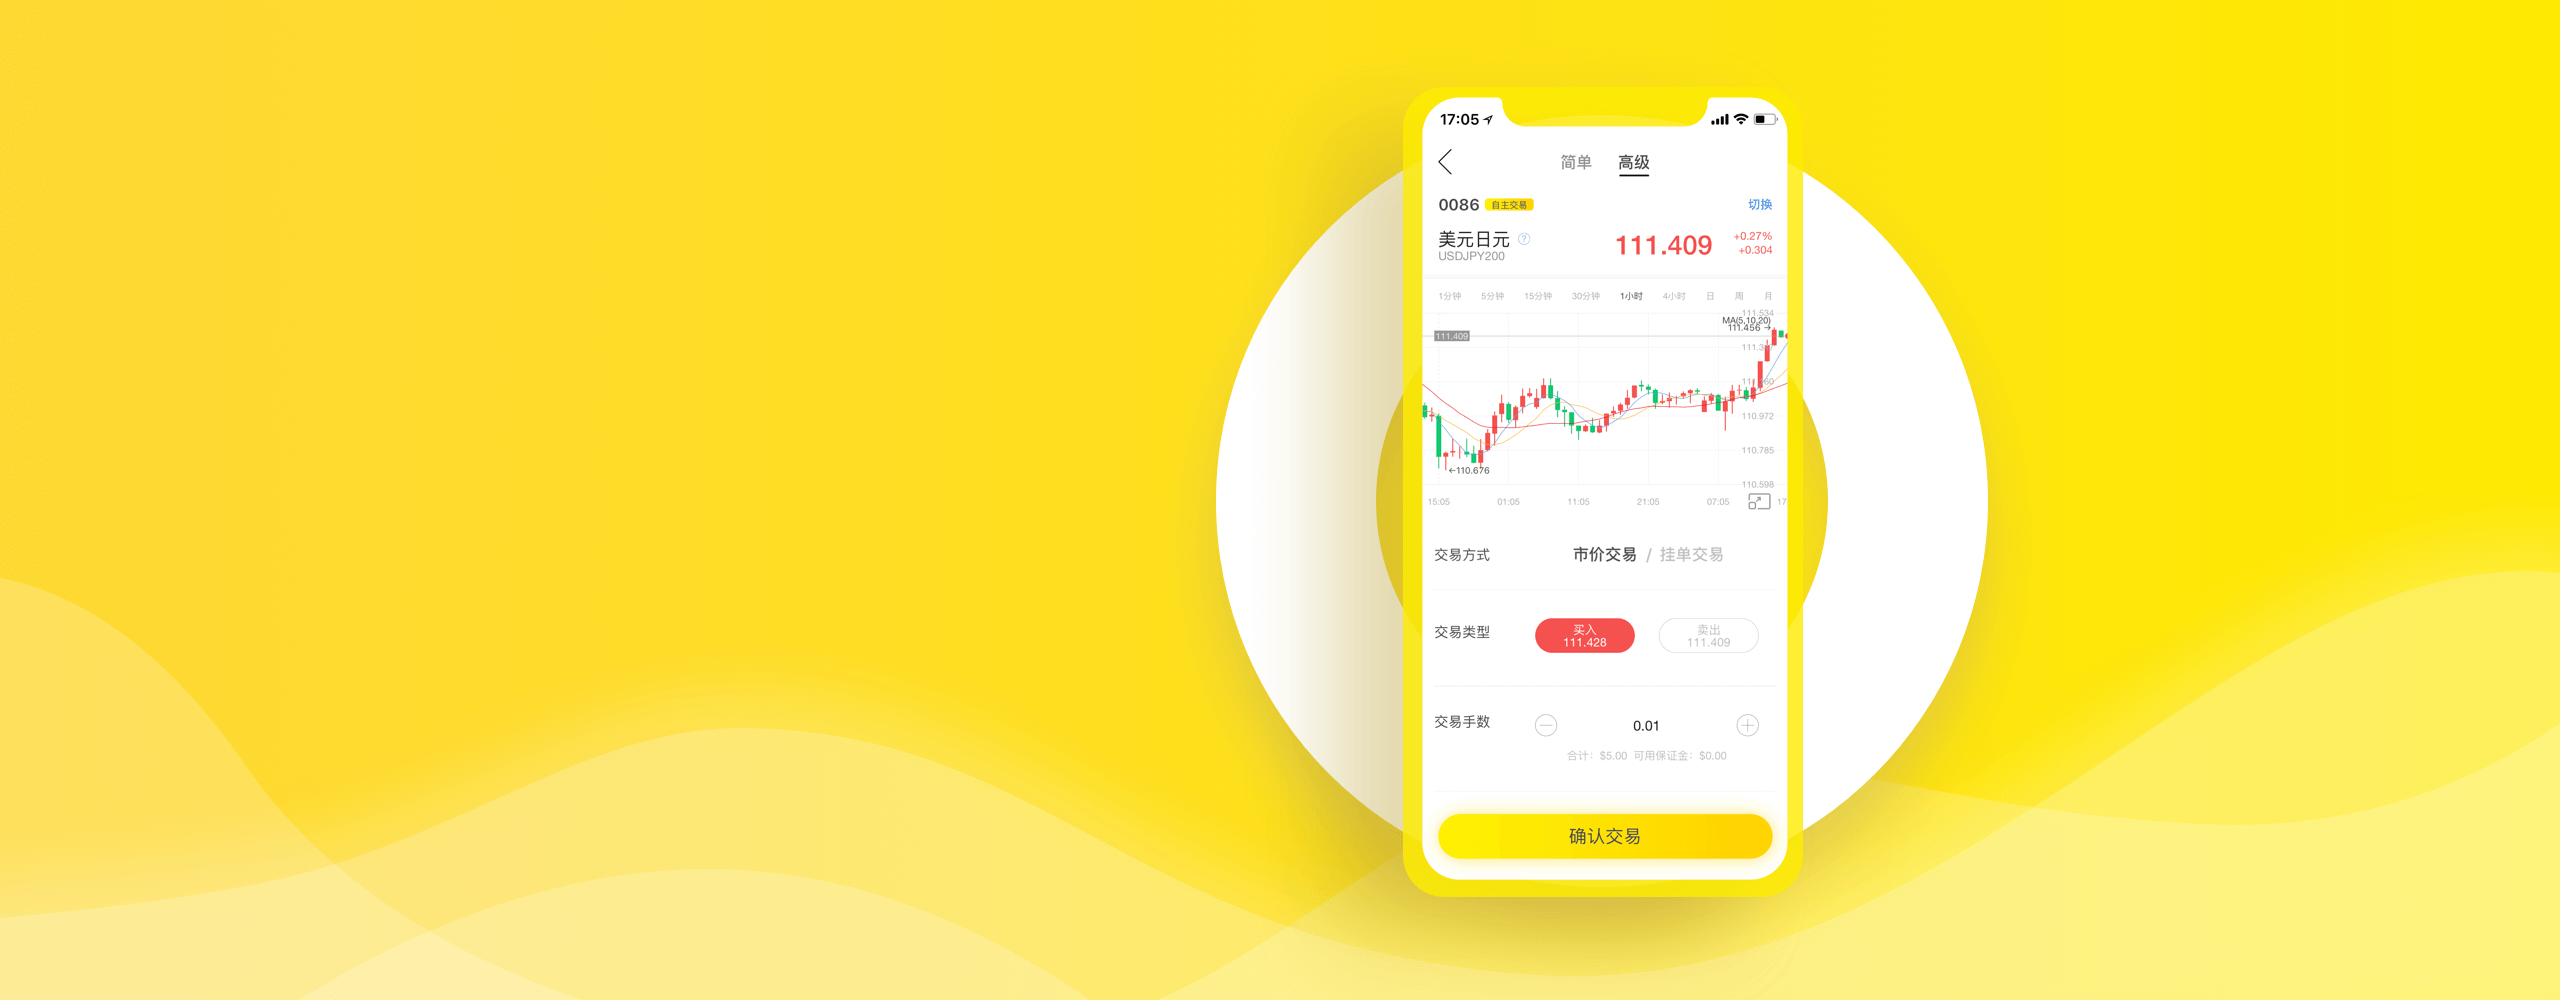 17:05
简单 高级
0086 自主交易 切换
美元日元 ? 111.409 +0.27%
USDJPY200 +0.304
1分钟 5分钟 15分钟 30分钟 1小时 4小时 日 周 月
111.534
MA(5,10,20)
111.456→
111.409
110.972
110.785
←110.676
110.598
15:05 01:05 11:05 21:05 07:05 17
交易方式 市价交易 / 挂单交易
交易类型 买入 卖出
111.428 111.409
交易手数 0.01
合计：$5.00 可用保证金：$0.00
确认交易